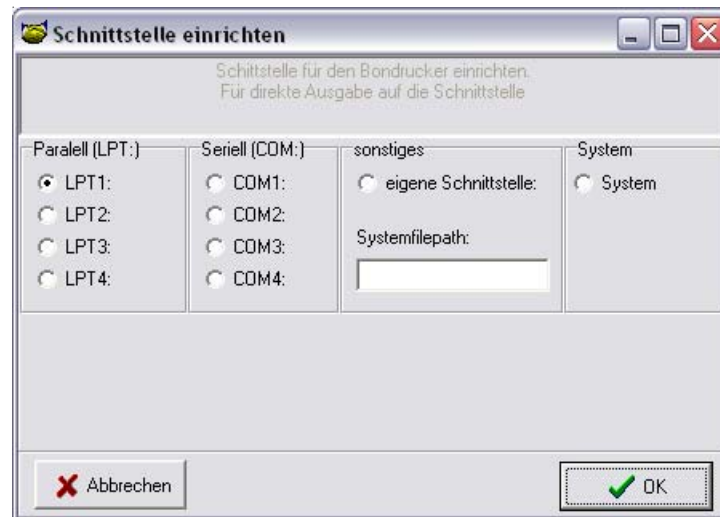 Schnittstelle einrichten
Schittstelle für den Bondrucker einrichten.
Für direkte Ausgabe auf die Schnittstelle
Paralell (LPT:)
LPT1:
LPT2:
LPT3:
LPT4:
Seriell (COM:)
COM1:
COM2:
COM3:
COM4:
sonstiges
eigene Schnittstelle:
Systemfilepath:
System
System
Abbrechen
OK